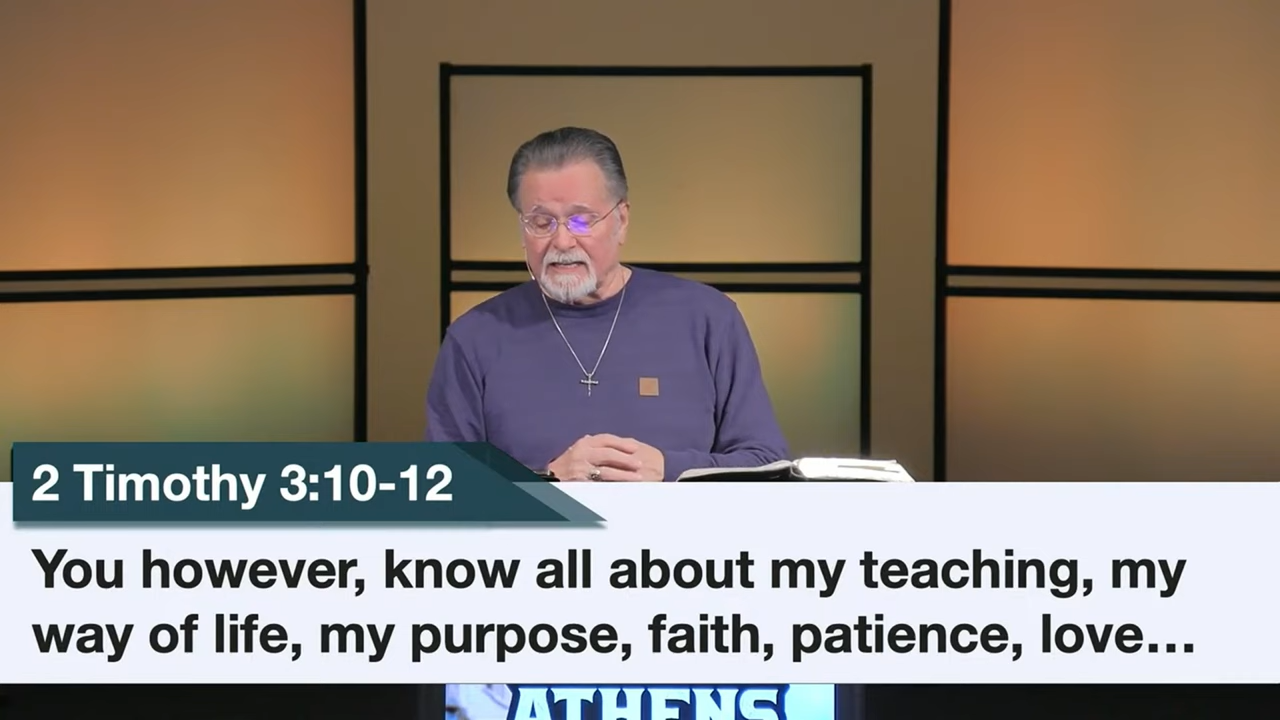 2 Timothy 3:10-12
You however, know all about my teaching, my
way of life, my purpose, faith, patience, love…
ATHENS